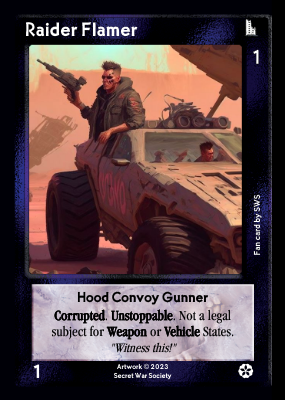 Raider Flamer
1
Fan card by SWS
Hood Convoy Gunner
Corrupted. Unstoppable. Not a legal
subject for Weapon or Vehicle States.
"Witness this!"
1
Artwork © 2023
Secret War Society